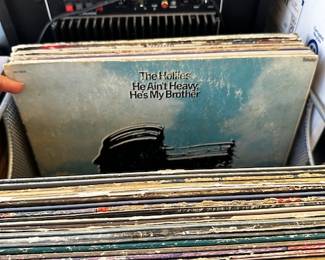 The Hollies
He Ain't Heavy,
He's My Brother